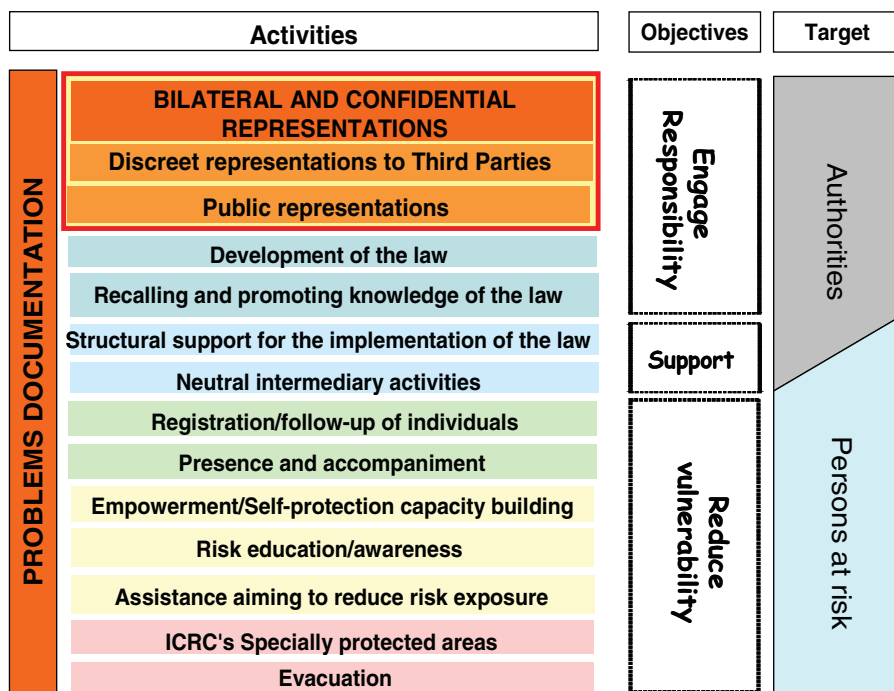 Activities
Objectives
Target
PROBLEMS DOCUMENTATION
BILATERAL AND CONFIDENTIAL
REPRESENTATIONS
Discreet representations to Third Parties
Public representations
Development of the law
Recalling and promoting knowledge of the law
Structural support for the implementation of the law
Neutral intermediary activities
Registration/follow-up of individuals
Presence and accompaniment
Empowerment/Self-protection capacity building
Risk education/awareness
Assistance aiming to reduce risk exposure
ICRC's Specially protected areas
Evacuation
Engage
Responsibility
Support
Reduce
vulnerability
Authorities
Persons at risk